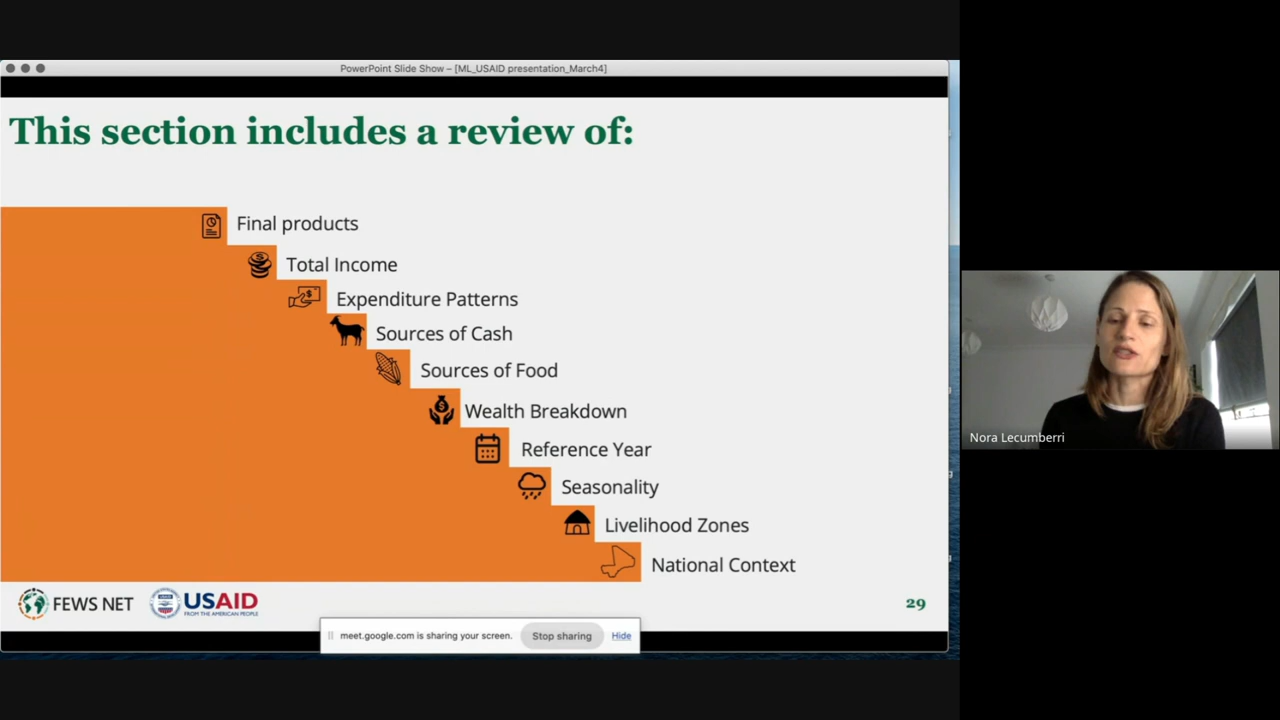 PowerPoint Slide Show – [ML_USAID presentation_March4]
This section includes a review of:
Final products
Total Income
Expenditure Patterns
Sources of Cash
Sources of Food
Wealth Breakdown
Reference Year
Seasonality
Livelihood Zones
National Context
FEWS NET
USAID
FROM THE AMERICAN PEOPLE
29
meet.google.com is sharing your screen.
Stop sharing
Hide
Nora Lecumberri